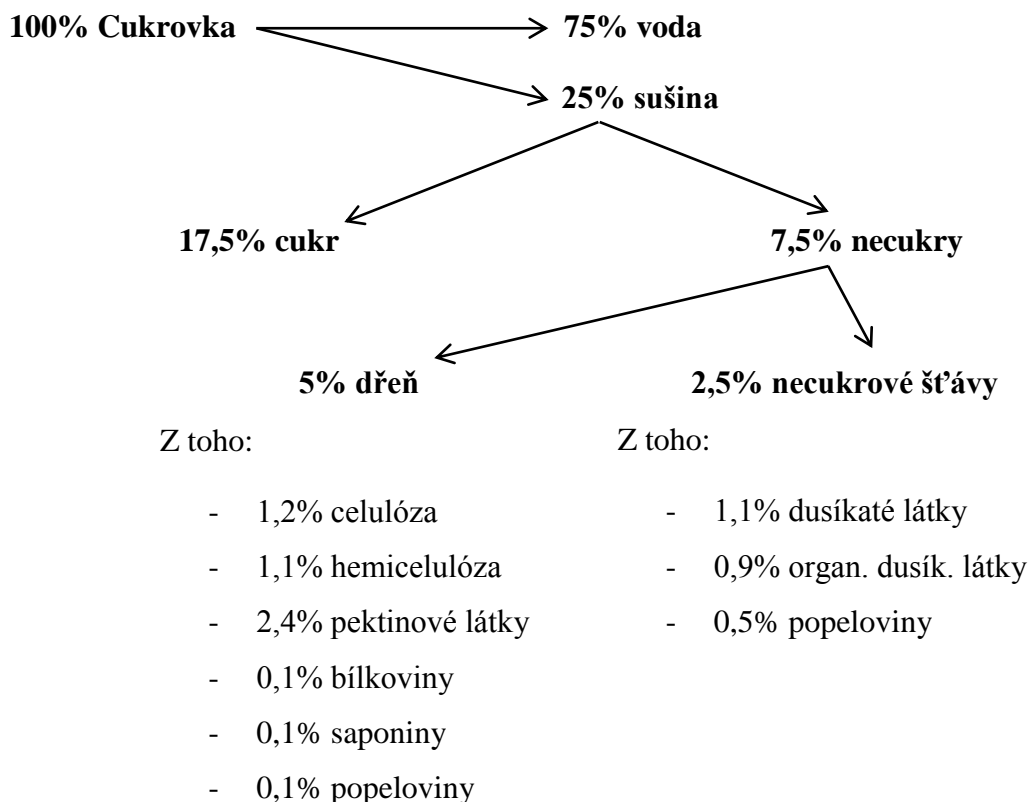 100% Cukrovka 75% voda
25% sušina
17,5% cukr 7,5% necukry
5% dřeň 2,5% necukrové šťávy
Z toho: Z toho:
- 1,2% celulóza - 1,1% dusíkaté látky
- 1,1% hemicelulóza - 0,9% organ. dusík. látky
- 2,4% pektinové látky - 0,5% popeloviny
- 0,1% bílkoviny
- 0,1% saponiny
- 0,1% popeloviny